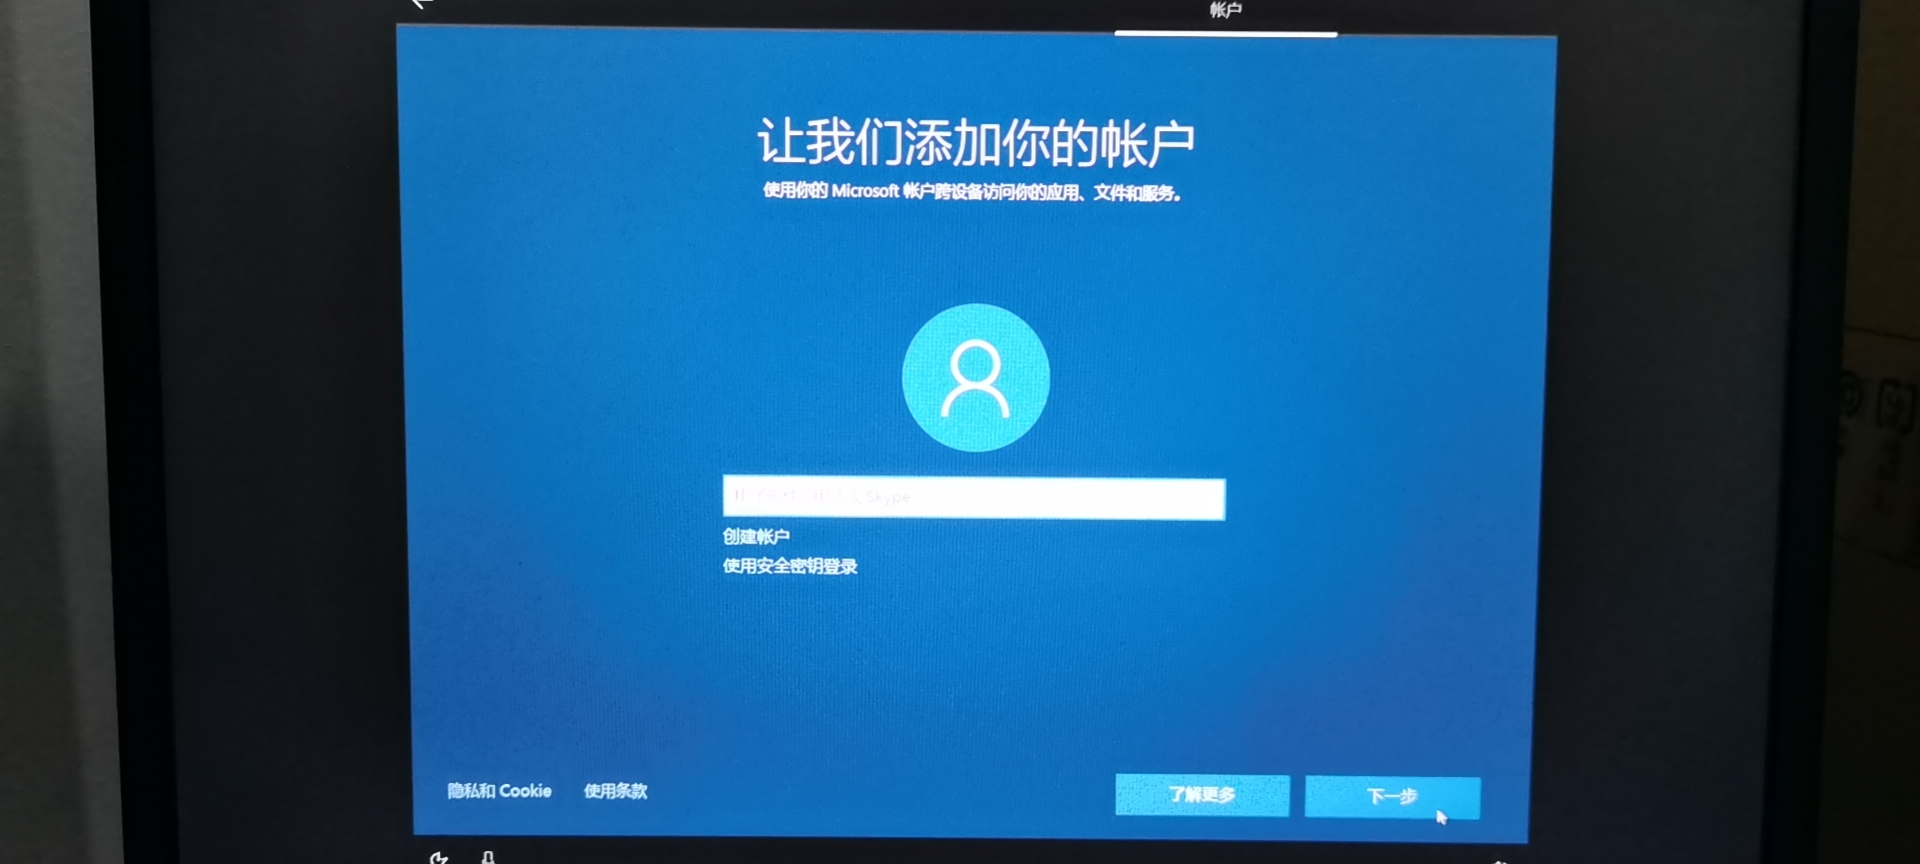 帐户
让我们添加你的帐户
使用你的 Microsoft 帐户跨设备访问你的应用、文件和服务。
Skype
创建帐户
使用安全密钥登录
隐私和 Cookie
使用条款
了解更多
下一步